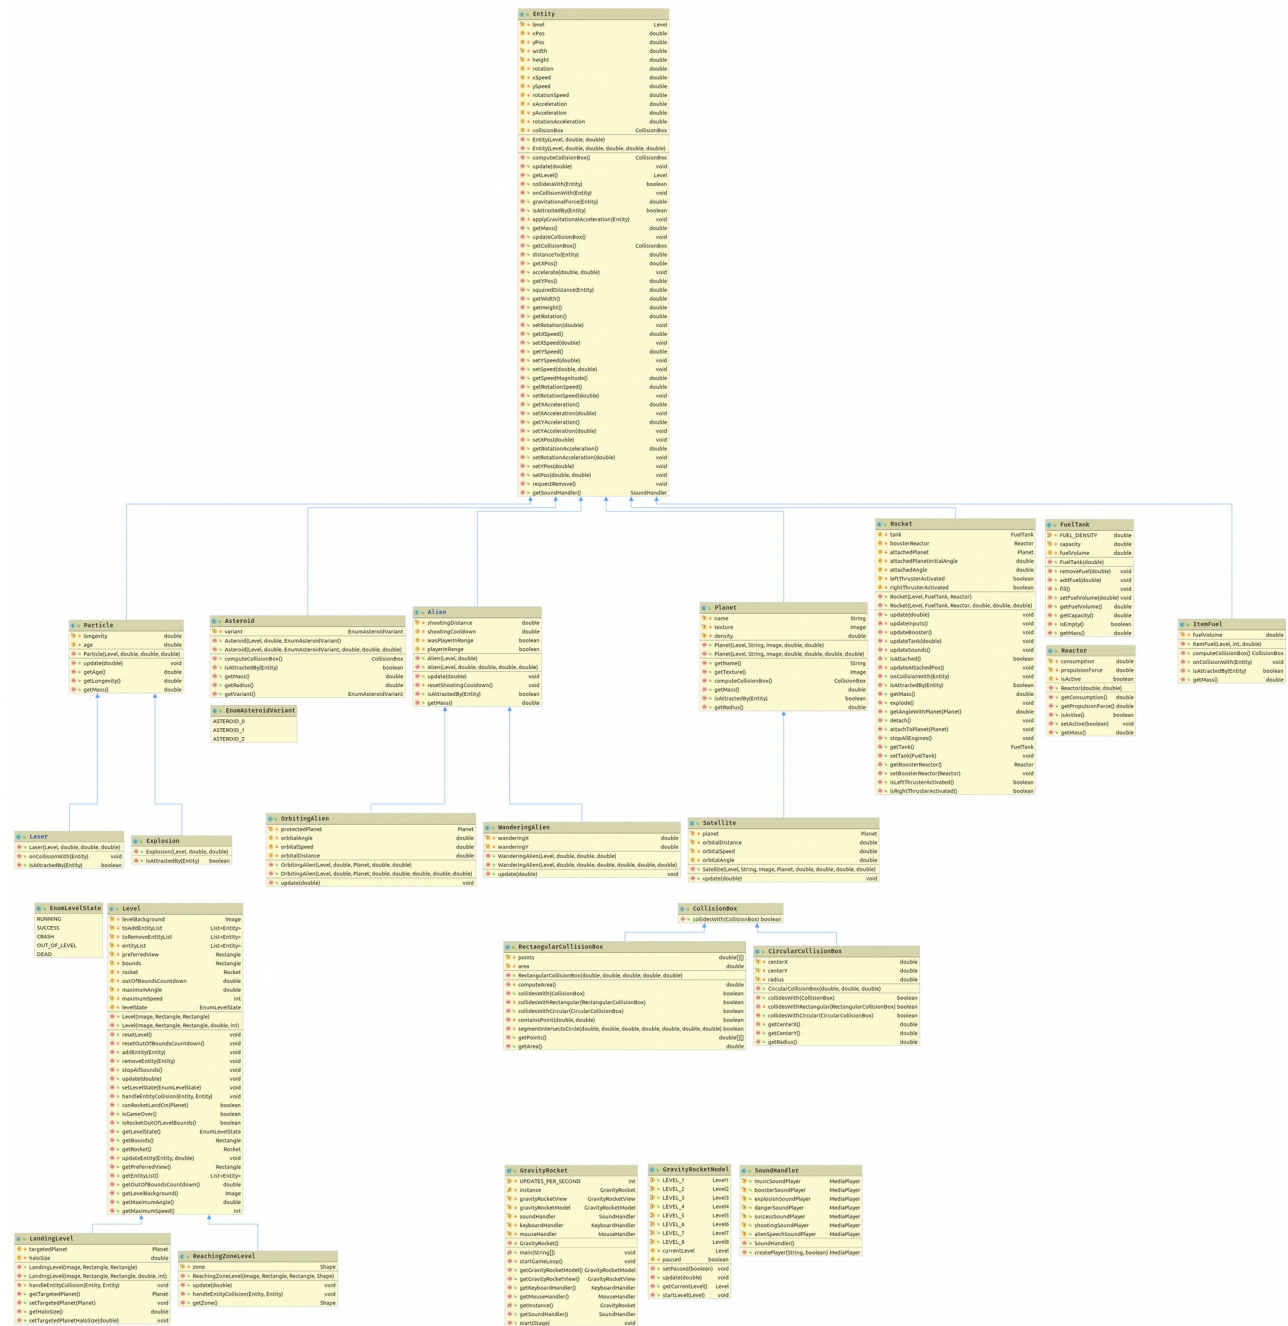 Entity
level Level
xPos double
yPos double
width double
height double
rotation double
xSpeed double
ySpeed double
rotationSpeed double
xAcceleration double
yAcceleration double
rotationAcceleration double
collisionBox CollisionBox
Entity(Level, double, double)
Entity(Level, double, double, double, double, double)
computeCollisionBox() CollisionBox
update(double) void
getLevel() Level
collidesWith(Entity) boolean
onCollisionWith(Entity) void
gravitationalForce(Entity) double
isAttractedBy(Entity) boolean
applyGravitationalAcceleration(Entity) void
getMass() double
updateCollisionBox() void
getCollisionBox() CollisionBox
distanceTo(Entity) double
getXPos() double
accelerate(double, double) void
getYPos() double
squaredDistance(Entity) double
getWidth() double
getHeight() double
getRotation() double
setRotation(double) void
getXSpeed() double
setXSpeed(double) void
getYSpeed() double
setYSpeed(double) void
setSpeed(double, double) void
getSpeedMagnitude() double
getRotationSpeed() double
setRotationSpeed(double) void
getXAcceleration() double
setXAcceleration(double) void
getYAcceleration() double
setYAcceleration(double) void
setXPos(double) void
getRotationAcceleration() double
setRotationAcceleration(double) void
setYPos(double) void
setPos(double, double) void
requestRemove() void
getSoundHandler() SoundHandler
Particle
longevity double
age double
Particle(Level, double, double, double)
update(double) void
getAge() double
getLongevity() double
getMass() double
Asteroid
variant EnumAsteroidVariant
Asteroid(Level, double, EnumAsteroidVariant)
Asteroid(Level, double, EnumAsteroidVariant, double, double, double)
computeCollisionBox() CollisionBox
isAttractedBy(Entity) boolean
getMass() double
getRadius() double
getVariant() EnumAsteroidVariant
EnumAsteroidVariant
ASTEROID_0
ASTEROID_1
ASTEROID_2
Alien
shootingDistance double
shootingCooldown double
wasPlayerInRange boolean
playerInRange boolean
Alien(Level, double)
Alien(Level, double, double, double, double)
update(double) void
resetShootingCooldown() void
isAttractedBy(Entity) boolean
getMass() double
Planet
name String
texture Image
density double
Planet(Level, String, Image, double, double)
Planet(Level, String, Image, double, double, double, double, double)
getName() String
getTexture() Image
computeCollisionBox() CollisionBox
getMass() double
isAttractedBy(Entity) boolean
getRadius() double
Rocket
tank FuelTank
boosterReactor Reactor
attachedPlanet Planet
attachedPlanetInitialAngle double
attachedAngle double
leftThrusterActivated boolean
rightThrusterActivated boolean
Rocket(Level, FuelTank, Reactor)
Rocket(Level, FuelTank, Reactor, double, double, double)
update(double) void
updateInputs() void
updateBooster() void
updateTank(double) void
updateSounds() void
isAttached() boolean
updateAttachedPos() void
onCollisionWith(Entity) void
isAttractedBy(Entity) boolean
getMass() double
explode() void
getAngleWithPlanet(Planet) double
detach() void
attachToPlanet(Planet) void
stopAllEngines() void
getTank() FuelTank
setTank(FuelTank) void
getBoosterReactor() Reactor
setBoosterReactor(Reactor) void
isLeftThrusterActivated() boolean
isRightThrusterActivated() boolean
FuelTank
FUEL_DENSITY double
capacity double
fuelVolume double
FuelTank(double)
removeFuel(double) void
addFuel(double) void
fill() void
setFuelVolume(double) void
getFuelVolume() double
getCapacity() double
isEmpty() boolean
getMass() double
Reactor
consumption double
propulsionForce double
isActive boolean
Reactor(double, double)
getConsumption() double
getPropulsionForce() double
isActive() boolean
setActive(boolean) void
getMass() double
ItemFuel
fuelVolume double
ItemFuel(Level, int, double)
computeCollisionBox() CollisionBox
onCollisionWith(Entity) void
isAttractedBy(Entity) boolean
getMass() double
Laser
Laser(Level, double, double, double)
onCollisionWith(Entity) void
isAttractedBy(Entity) boolean
Explosion
Explosion(Level, double, double)
isAttractedBy(Entity) boolean
OrbitingAlien
protectedPlanet Planet
orbitalAngle double
orbitalSpeed double
orbitalDistance double
OrbitingAlien(Level, double, Planet, double, double)
OrbitingAlien(Level, double, Planet, double, double, double, double, double)
update(double) void
WanderingAlien
wanderingX double
wanderingY double
WanderingAlien(Level, double, double, double)
WanderingAlien(Level, double, double, double, double, double, double)
update(double) void
Satellite
planet Planet
orbitalDistance double
orbitalSpeed double
orbitalAngle double
Satellite(Level, String, Image, Planet, double, double, double, double, double)
update(double) void
EnumLevelState
RUNNING
SUCCESS
CRASH
OUT_OF_LEVEL
DEAD
Level
levelBackground Image
toAddEntityList List<Entity>
toRemoveEntityList List<Entity>
entityList List<Entity>
preferredView Rectangle
bounds Rectangle
rocket Rocket
outOfBoundsCountdown double
maximumAngle double
maximumSpeed int
levelState EnumLevelState
Level(Image, Rectangle, Rectangle)
Level(Image, Rectangle, Rectangle, double, int)
resetLevel() void
resetOutOfBoundsCountdown() void
addEntity(Entity) void
removeEntity(Entity) void
stopAllSounds() void
update(double) void
setLevelState(EnumLevelState) void
handleEntityCollision(Entity, Entity) void
canRocketLandOn(Planet) boolean
isGameOver() boolean
isRocketOutOfLevelBounds() boolean
getLevelState() EnumLevelState
getBounds() Rectangle
getRocket() Rocket
updateEntity(Entity, double) void
getPreferredView() Rectangle
getEntityList() List<Entity>
getOutOfBoundsCountdown() double
getLevelBackground() Image
getMaximumAngle() double
getMaximumSpeed() int
CollisionBox
collidesWith(CollisionBox) boolean
RectangularCollisionBox
points double[][]
area double
RectangularCollisionBox(double, double, double, double, double)
computeArea() double
collidesWith(CollisionBox) boolean
collidesWithRectangular(RectangularCollisionBox) boolean
collidesWithCircular(CircularCollisionBox) boolean
containsPoint(double, double) boolean
segmentIntersectsCircle(double, double, double, double, double, double, double) boolean
getPoints() double[][]
getArea() double
CircularCollisionBox
centerX double
centerY double
radius double
CircularCollisionBox(double, double, double)
collidesWith(CollisionBox) boolean
collidesWithRectangular(RectangularCollisionBox) boolean
collidesWithCircular(CircularCollisionBox) boolean
getCenterX() double
getCenterY() double
getRadius() double
LandingLevel
targetedPlanet Planet
haloSize double
LandingLevel(Image, Rectangle, Rectangle)
LandingLevel(Image, Rectangle, Rectangle, double, int)
handleEntityCollision(Entity, Entity) void
getTargetedPlanet() Planet
setTargetedPlanet(Planet) void
getHaloSize() double
setTargetedPlanetHaloSize(double) void
ReachingZoneLevel
zone Shape
ReachingZoneLevel(Image, Rectangle, Rectangle, Shape)
update(double) void
handleEntityCollision(Entity, Entity) void
getZone() Shape
GravityRocket
UPDATES_PER_SECOND int
instance GravityRocket
gravityRocketView GravityRocketView
gravityRocketModel GravityRocketModel
soundHandler SoundHandler
keyboardHandler KeyboardHandler
mouseHandler MouseHandler
GravityRocket()
main(String[]) void
startGameLoop() void
getGravityRocketModel() GravityRocketModel
getGravityRocketView() GravityRocketView
getKeyboardHandler() KeyboardHandler
getMouseHandler() MouseHandler
getInstance() GravityRocket
getSoundHandler() SoundHandler
start(Stage) void
GravityRocketModel
LEVEL_1 Level1
LEVEL_2 Level2
LEVEL_3 Level3
LEVEL_4 Level4
LEVEL_5 Level5
LEVEL_6 Level6
LEVEL_7 Level7
LEVEL_8 Level8
currentLevel Level
paused boolean
setPaused(boolean) void
update(double) void
getCurrentLevel() Level
startLevel(Level) void
SoundHandler
musicSoundPlayer MediaPlayer
boosterSoundPlayer MediaPlayer
explosionSoundPlayer MediaPlayer
dangerSoundPlayer MediaPlayer
successSoundPlayer MediaPlayer
shootingSoundPlayer MediaPlayer
alienSpeechSoundPlayer MediaPlayer
SoundHandler()
createPlayer(String, boolean) MediaPlayer